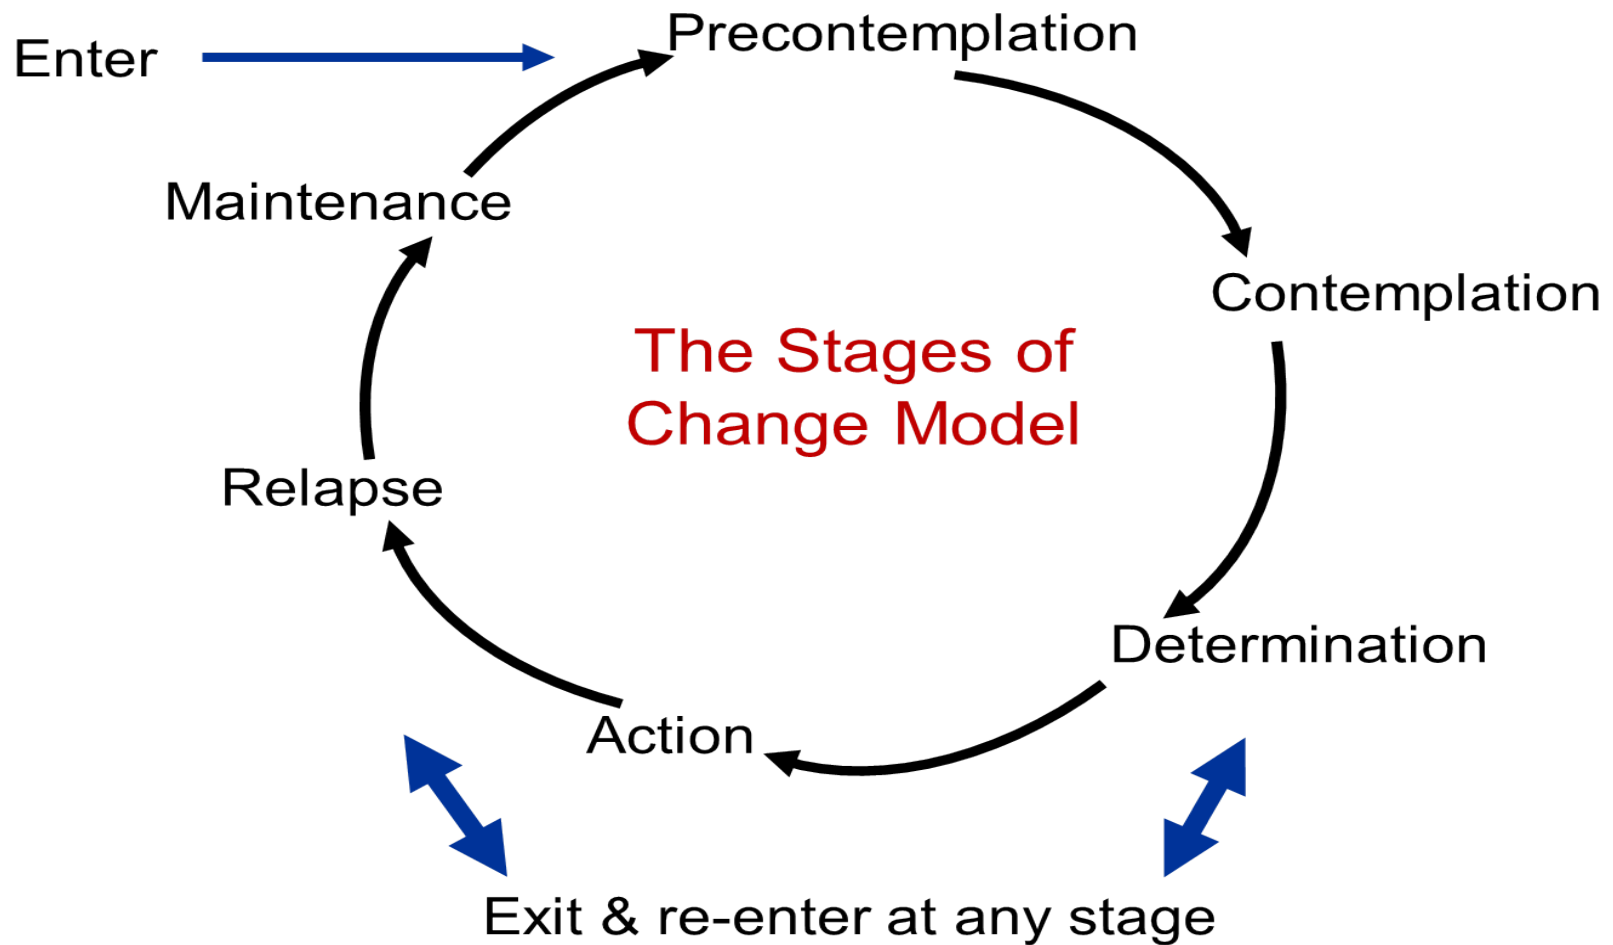 Enter
Precontemplation
Maintenance
Contemplation
The Stages of
Change Model
Relapse
Determination
Action
Exit & re-enter at any stage